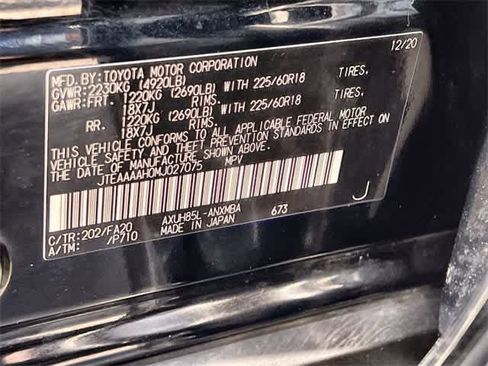 12/20
MFD. BY:TOYOTA MOTOR CORPORATION
GVWR:2230KG (4920LB)
GAWR:FRT. 1220KG (2690LB) WITH 225/60R18 TIRES,
18X7J RIMS.
RR. 1220KG (2690LB) WITH 225/60R18 TIRES,
18X7J RIMS.
THIS VEHICLE CONFORMS TO ALL APPLICABLE FEDERAL MOTOR
VEHICLE SAFETY AND BUMPER STANDARDS AND THEFT PREVENTION STANDARDS IN EFFECT ON
THE DATE OF MANUFACTURE SHOWN ABOVE.
JTEAAAAH0MJ027075 MPV
C/TR:202/FA20 AXUH85L-ANXMBA 673
A/TM: /P710 MADE IN JAPAN
J